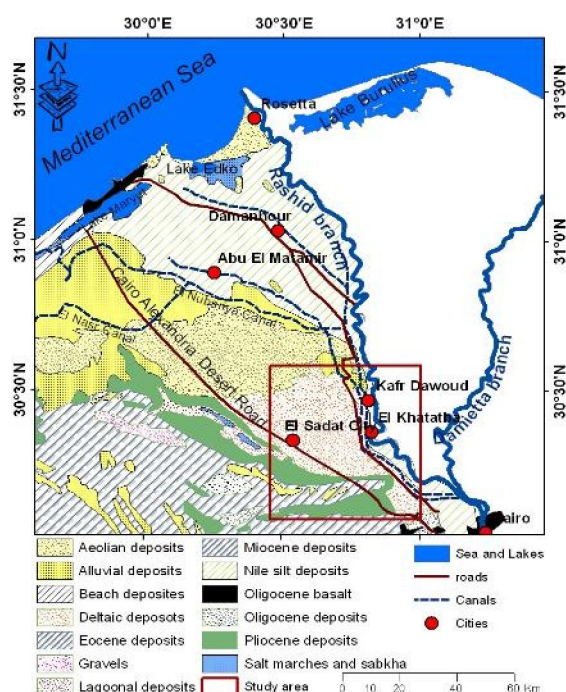 30°0'E 30°30'E 31°0'E
N
31°30'N
31°30'N
Mediterranean Sea
Rosetta
Lake Burullus
Lake Edko
Rashid branch
Lake Maryut
Damanhour
31°0'N
31°0'N
Abu El Matamir
El Nubariya Canal
El Nasr Canal
Cairo Alexandria Desert Road
30°30'N
30°30'N
Kafr Dawoud
Damietta branch
El Khatatba
El Sadat City
Cairo
Aeolian deposits
Alluvial deposits
Beach deposites
Deltaic deposots
Eocene deposits
Gravels
Lagoonal deposits
Miocene deposits
Nile silt deposits
Oligocene basalt
Oligocene deposits
Pliocene deposits
Salt marches and sabkha
Study area
Sea and Lakes
roads
Canals
Cities
0 20 40 60 Km